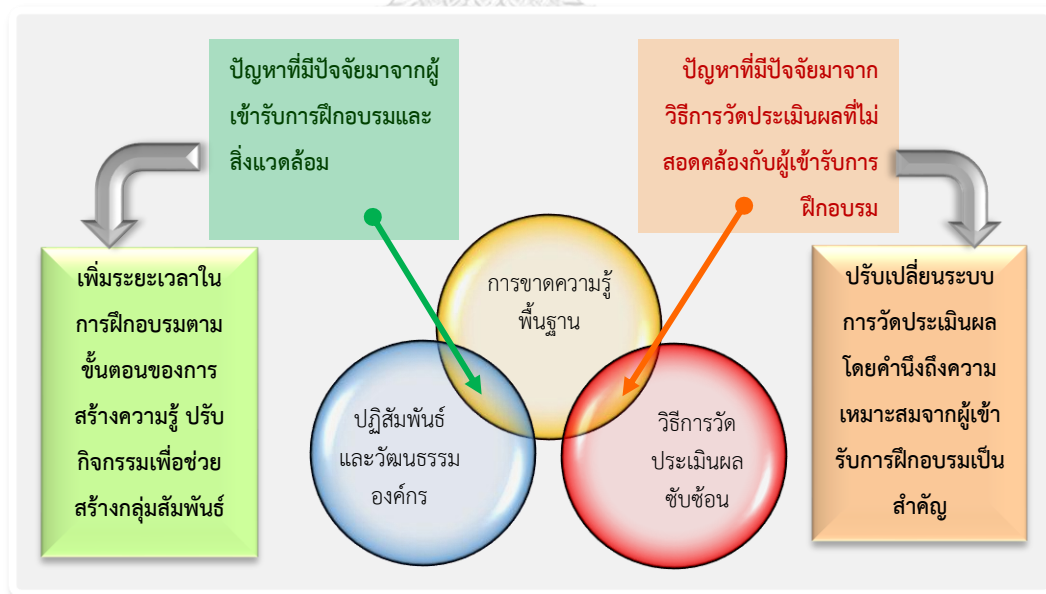 ปัญหาที่มีปัจจัยมาจากผู้
เข้ารับการฝึกอบรมและ
สิ่งแวดล้อม
ปัญหาที่มีปัจจัยมาจาก
วิธีการวัดประเมินผลที่ไม่
สอดคล้องกับผู้เข้ารับการ
ฝึกอบรม
เพิ่มระยะเวลาใน
การฝึกอบรมตาม
ขั้นตอนของการ
สร้างความรู้ ปรับ
กิจกรรมเพื่อช่วย
สร้างกลุ่มสัมพันธ์
การขาดความรู้
พื้นฐาน
ปฏิสัมพันธ์
และวัฒนธรรม
องค์กร
วิธีการวัด
ประเมินผล
ซับซ้อน
ปรับเปลี่ยนระบบ
การวัดประเมินผล
โดยคำนึงถึงความ
เหมาะสมจากผู้เข้า
รับการฝึกอบรมเป็น
สำคัญ